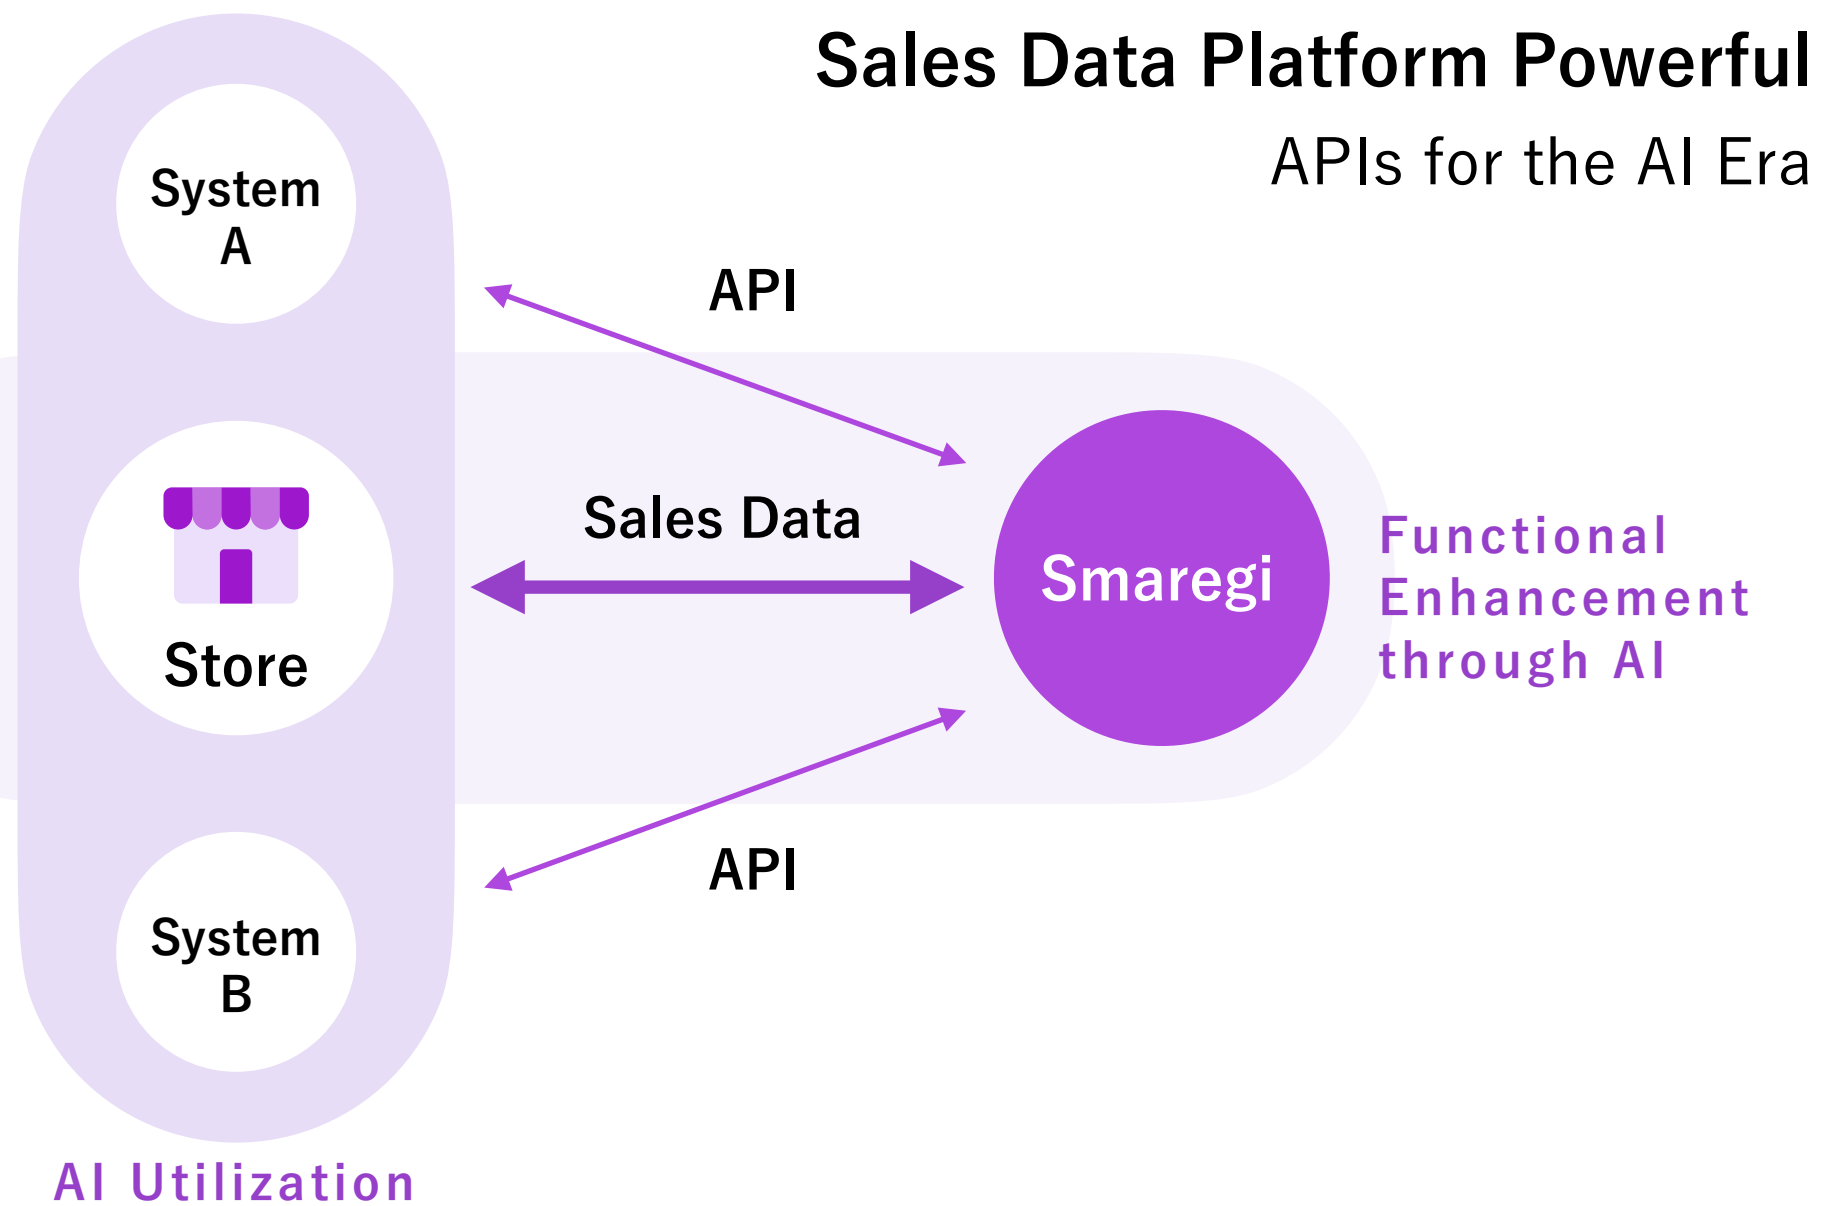 Sales Data Platform Powerful
APIs for the AI Era
System
A
API
Sales Data
Store
Smaregi
Functional
Enhancement
through AI
API
System
B
AI Utilization